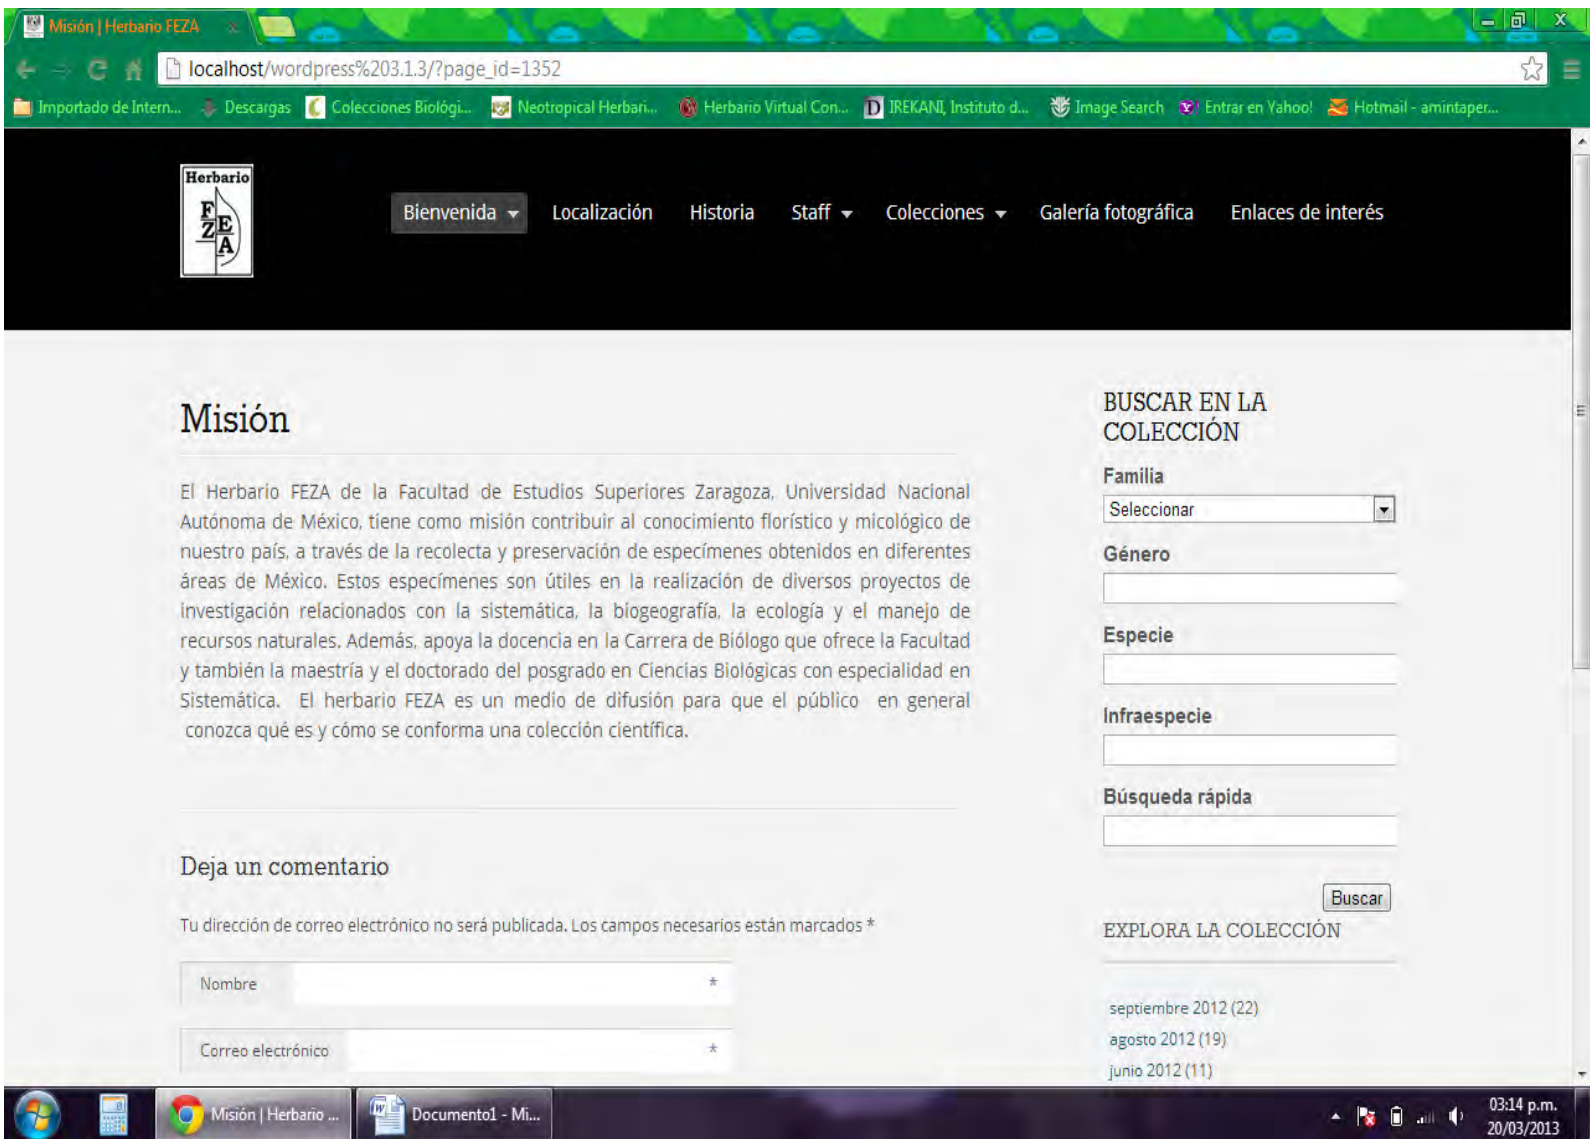 Misión | Herbario FEZA
localhost/wordpress%203.1.3/?page_id=1352
Importado de Intern... Descargas Colecciones Biológi... Neotropical Herbari... Herbario Virtual Con... IREKANI, Instituto d... Image Search Entrar en Yahoo! Hotmail - amintaper...
Herbario
FEZA
Bienvenida Localización Historia Staff Colecciones Galería fotográfica Enlaces de interés
Misión
El Herbario FEZA de la Facultad de Estudios Superiores Zaragoza, Universidad Nacional
Autónoma de México, tiene como misión contribuir al conocimiento florístico y micológico de
nuestro país, a través de la recolecta y preservación de especímenes obtenidos en diferentes
áreas de México. Estos especímenes son útiles en la realización de diversos proyectos de
investigación relacionados con la sistemática, la biogeografía, la ecología y el manejo de
recursos naturales. Además, apoya la docencia en la Carrera de Biólogo que ofrece la Facultad
y también la maestría y el doctorado del posgrado en Ciencias Biológicas con especialidad en
Sistemática. El herbario FEZA es un medio de difusión para que el público en general
conozca qué es y cómo se conforma una colección científica.
Deja un comentario
Tu dirección de correo electrónico no será publicada. Los campos necesarios están marcados *
Nombre *
Correo electrónico *
BUSCAR EN LA
COLECCIÓN
Familia
Seleccionar
Género
Especie
Infraespecie
Búsqueda rápida
Buscar
EXPLORA LA COLECCIÓN
septiembre 2012 (22)
agosto 2012 (19)
junio 2012 (11)
Misión | Herbario ... Documento1 - Mi...
03:14 p.m.
20/03/2013